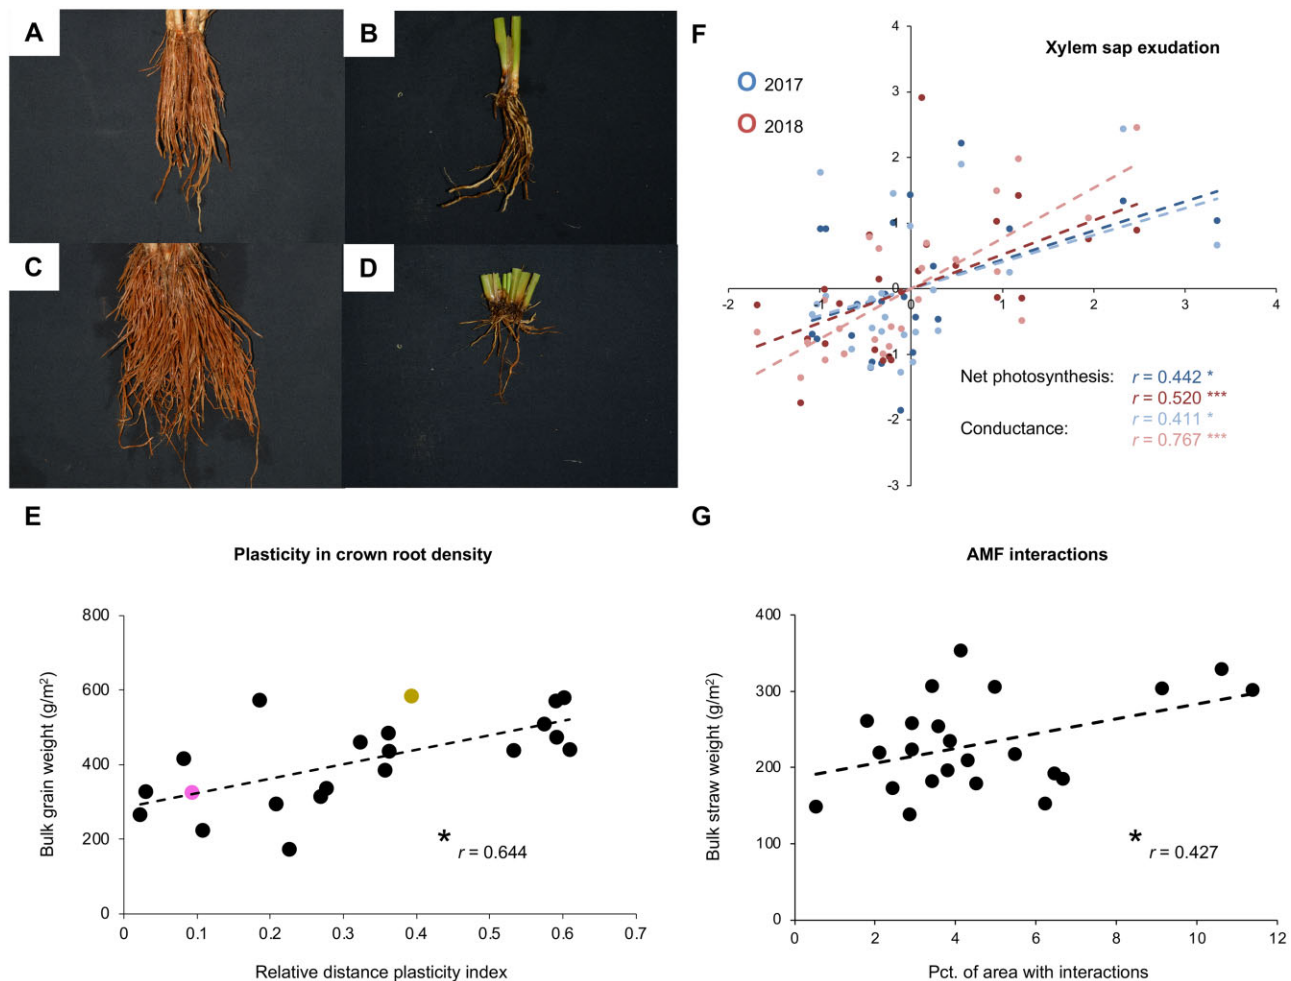 A
B
C
D
F
Xylem sap exudation
O 2017
O 2018
4
3
2
1
0
-1
-2
-3
-2
-1
0
1
2
3
4
Net photosynthesis:
r = 0.442 *
r = 0.520 ***
Conductance:
r = 0.411 *
r = 0.767 ***
E
Plasticity in crown root density
Bulk grain weight (g/m²)
800
600
400
200
0
0 0.1 0.2 0.3 0.4 0.5 0.6 0.7
* r = 0.644
Relative distance plasticity index
G
AMF interactions
Bulk straw weight (g/m²)
400
300
200
100
0
0 2 4 6 8 10 12
* r = 0.427
Pct. of area with interactions